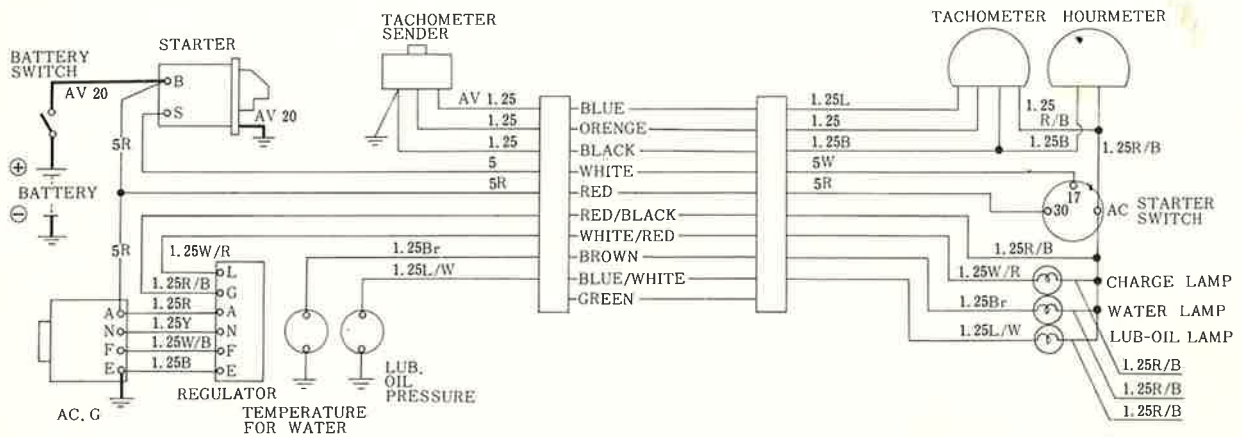 TACHOMETER
SENDER
TACHOMETER
HOURMETER
BATTERY
SWITCH
STARTER
B
AV 20
S
AV 20
5R
⊕
BATTERY
⊖
5R
AV 1.25
1.25
1.25
5
5R
BLUE
ORENGE
BLACK
WHITE
RED
RED/BLACK
WHITE/RED
BROWN
BLUE/WHITE
GREEN
1.25L
1.25
1.25B
5W
5R
1.25
R/B
1.25B
1.25R/B
17
30
AC
STARTER
SWITCH
1.25R/B
1.25W/R
CHARGE LAMP
1.25Br
WATER LAMP
1.25L/W
LUB-OIL LAMP
1.25R/B
1.25R/B
1.25R/B
1.25W/R
1.25Br
1.25L/W
L
1.25R/B
G
A
1.25R
A
N
1.25Y
N
F
1.25W/B
F
E
1.25B
E
AC.G
REGULATOR
TEMPERATURE
FOR WATER
LUB.
OIL
PRESSURE